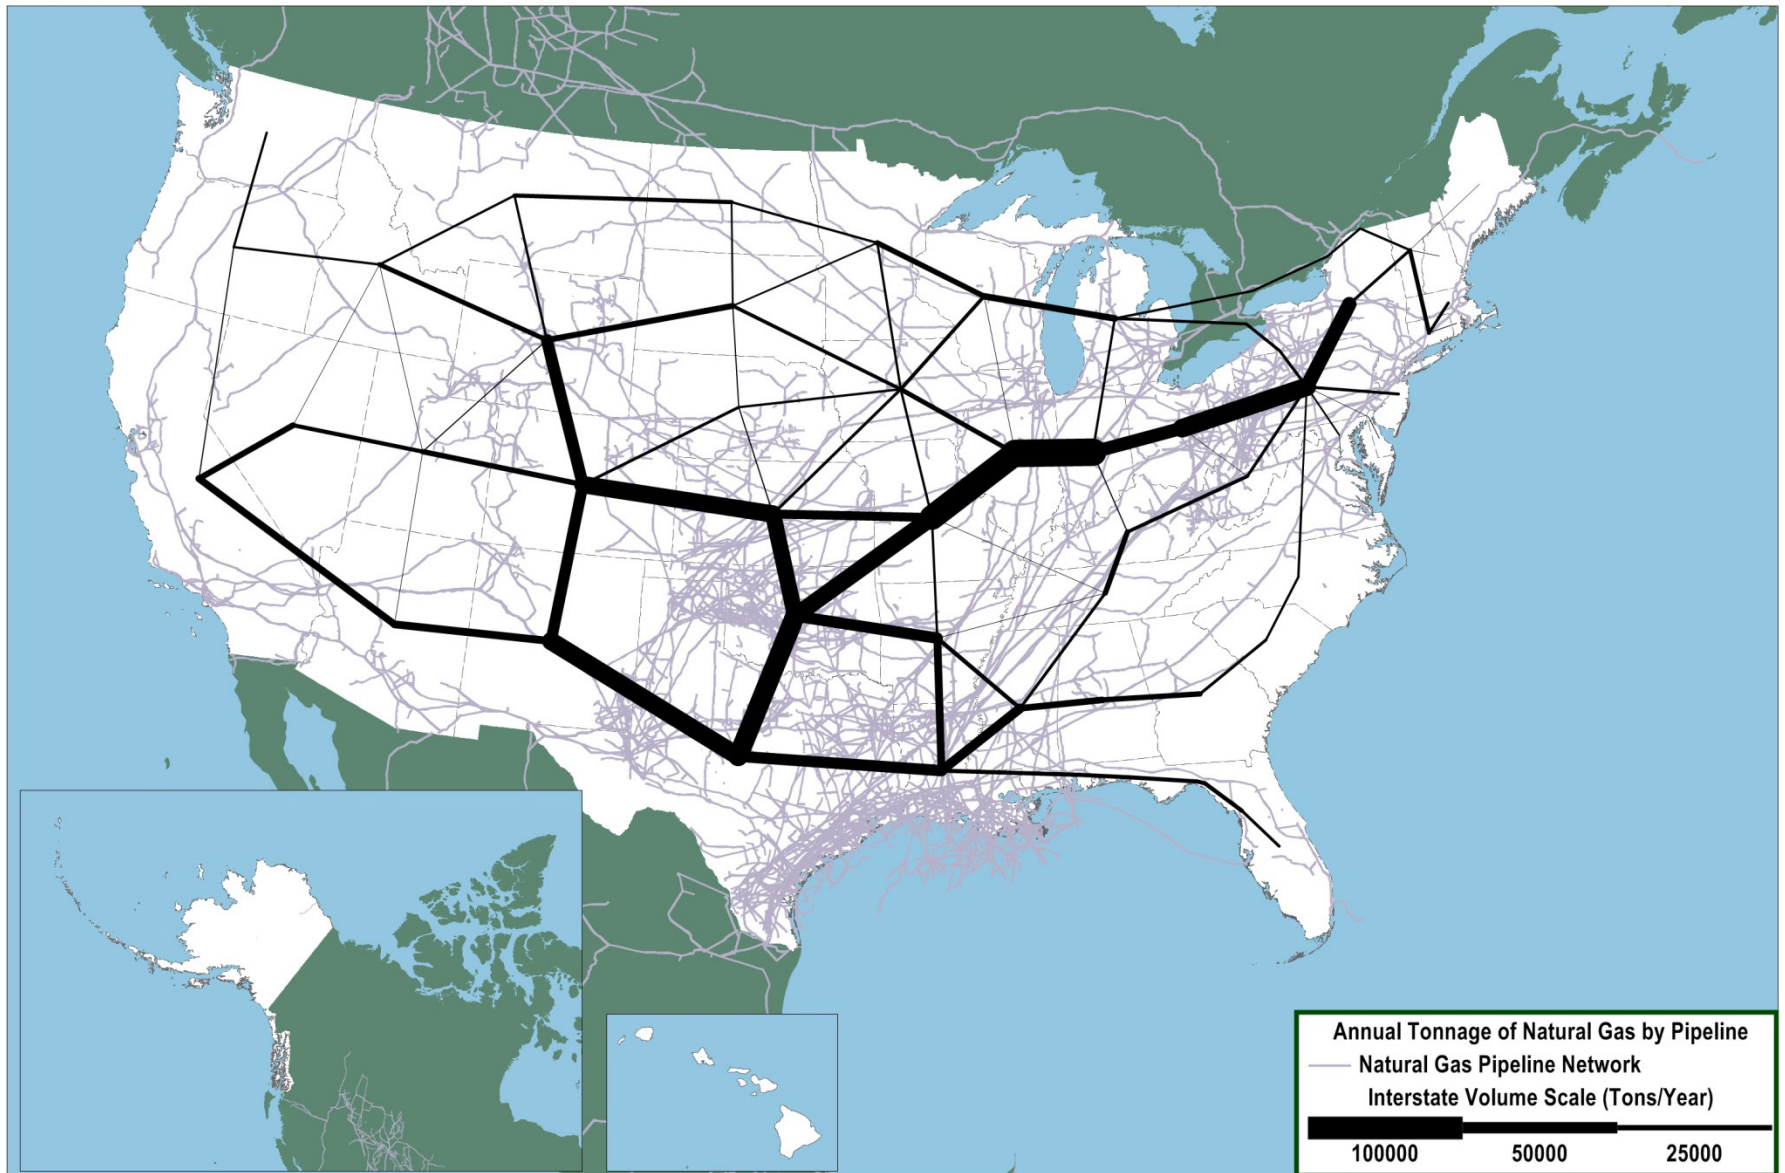 Annual Tonnage of Natural Gas by Pipeline
Natural Gas Pipeline Network
Interstate Volume Scale (Tons/Year)
100000 50000 25000